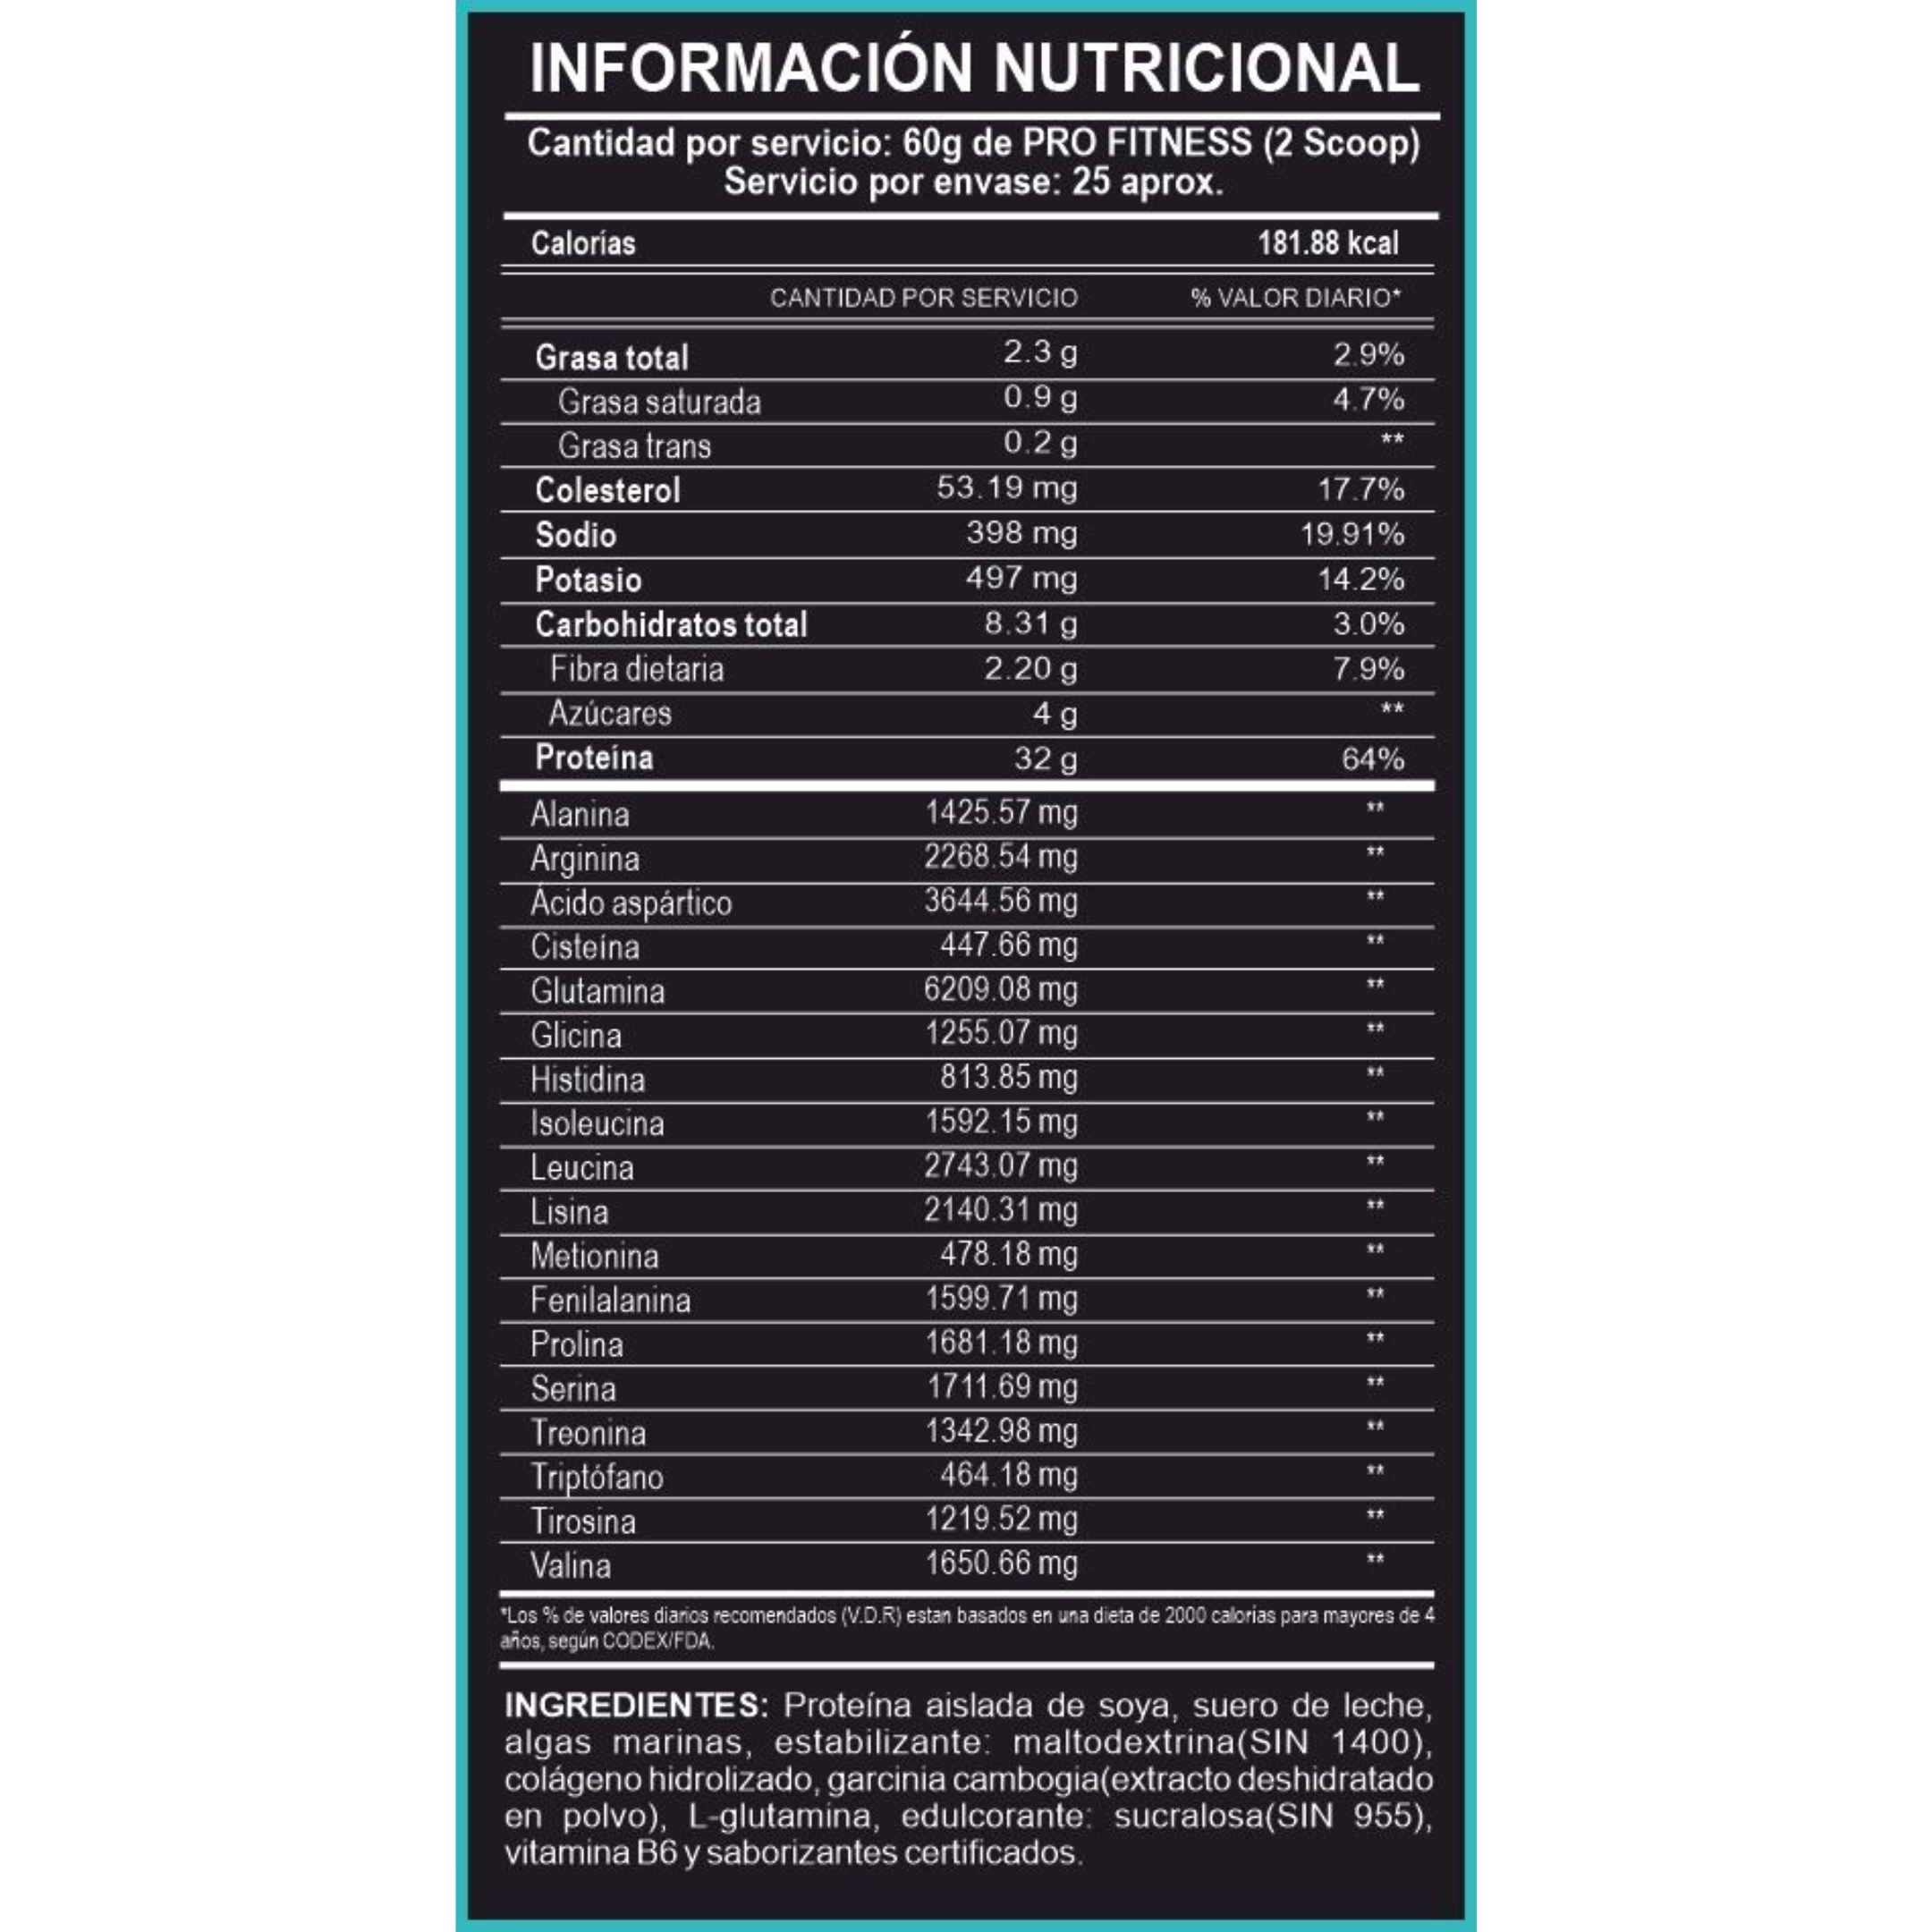 INFORMACIÓN NUTRICIONAL
Cantidad por servicio: 60g de PRO FITNESS (2 Scoop)
Servicio por envase: 25 aprox.
Calorías 181.88 kcal
CANTIDAD POR SERVICIO % VALOR DIARIO*
Grasa total 2.3 g 2.9%
Grasa saturada 0.9 g 4.7%
Grasa trans 0.2 g **
Colesterol 53.19 mg 17.7%
Sodio 398 mg 19.91%
Potasio 497 mg 14.2%
Carbohidratos total 8.31 g 3.0%
Fibra dietaria 2.20 g 7.9%
Azúcares 4 g **
Proteína 32 g 64%
Alanina 1425.57 mg **
Arginina 2268.54 mg **
Ácido aspártico 3644.56 mg **
Cisteína 447.66 mg **
Glutamina 6209.08 mg **
Glicina 1255.07 mg **
Histidina 813.85 mg **
Isoleucina 1592.15 mg **
Leucina 2743.07 mg **
Lisina 2140.31 mg **
Metionina 478.18 mg **
Fenilalanina 1599.71 mg **
Prolina 1681.18 mg **
Serina 1711.69 mg **
Treonina 1342.98 mg **
Triptófano 464.18 mg **
Tirosina 1219.52 mg **
Valina 1650.66 mg **
*Los % de valores diarios recomendados (V.D.R) estan basados en una dieta de 2000 calorías para mayores de 4
años, según CODEX/FDA.
INGREDIENTES: Proteína aislada de soya, suero de leche,
algas marinas, estabilizante: maltodextrina(SIN 1400),
colágeno hidrolizado, garcinia cambogia(extracto deshidratado
en polvo), L-glutamina, edulcorante: sucralosa(SIN 955),
vitamina B6 y saborizantes certificados.